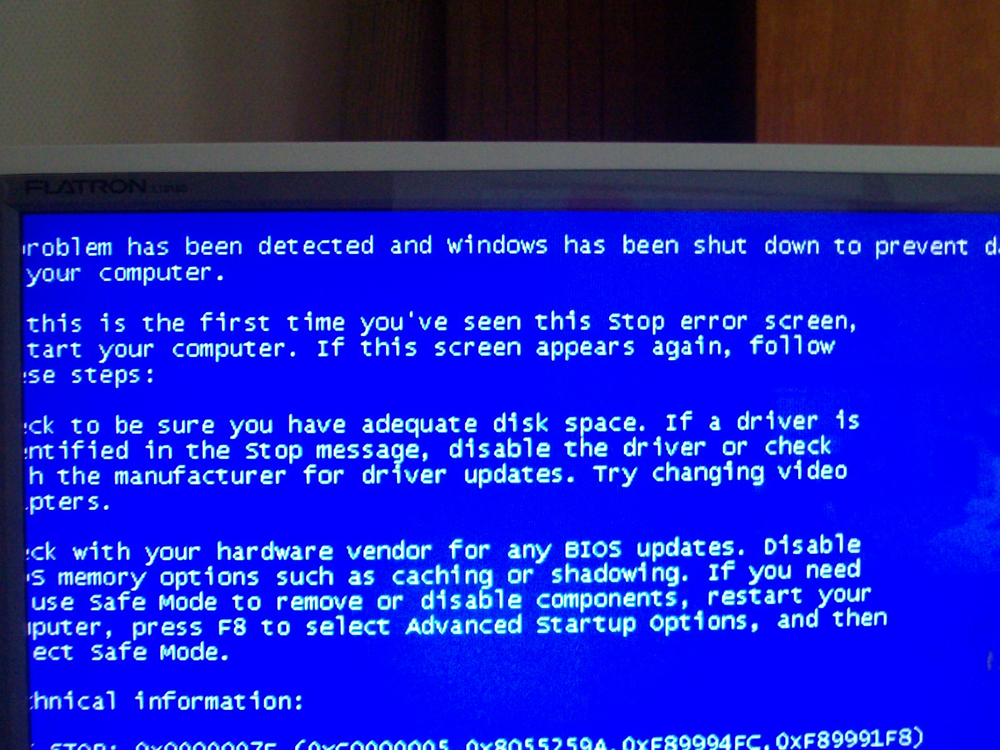 FLATRON L1919S
roblem has been detected and windows has been shut down to prevent da
your computer.
this is the first time you've seen this Stop error screen,
tart your computer. If this screen appears again, follow
se steps:
ck to be sure you have adequate disk space. If a driver is
ntified in the Stop message, disable the driver or check
h the manufacturer for driver updates. Try changing video
pters.
ck with your hardware vendor for any BIOS updates. Disable
S memory options such as caching or shadowing. If you need
use Safe Mode to remove or disable components, restart your
puter, press F8 to select Advanced Startup Options, and then
ect Safe Mode.
hnical information:
STOP: 0x0000007E (0xC0000005,0x8055259A,0xF89994FC,0xF89991F8)